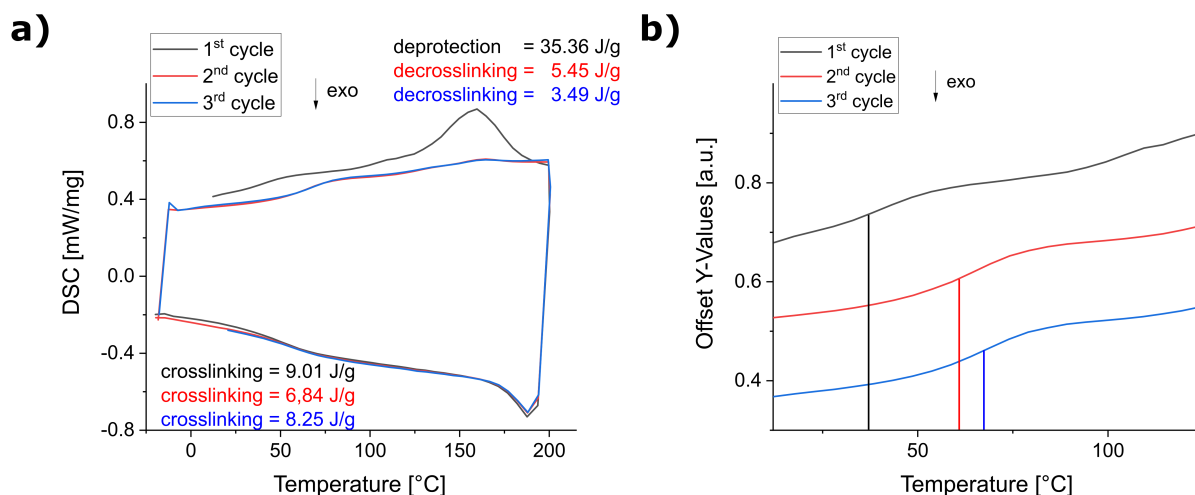 a)
1st cycle
2nd cycle
3rd cycle
exo
deprotection = 35.36 J/g
decrosslinking = 5.45 J/g
decrosslinking = 3.49 J/g
DSC [mW/mg]
0.8
0.4
0.0
-0.4
-0.8
crosslinking = 9.01 J/g
crosslinking = 6,84 J/g
crosslinking = 8.25 J/g
0
50
100
150
200
Temperature [°C]
b)
1st cycle
2nd cycle
3rd cycle
exo
Offset Y-Values [a.u.]
0.8
0.6
0.4
50
100
Temperature [°C]